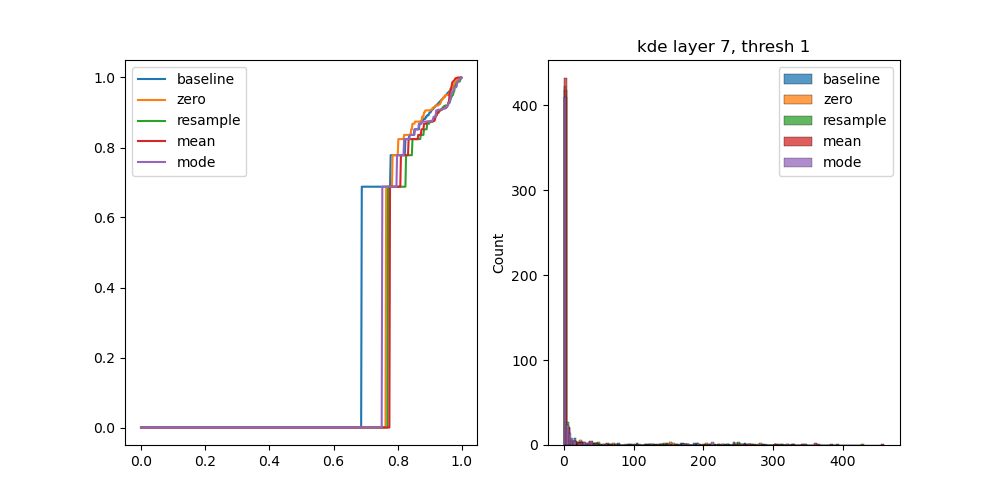 kde layer 7, thresh 1
1.0
0.8
0.6
0.4
0.2
0.0
0.0 0.2 0.4 0.6 0.8 1.0
baseline
zero
resample
mean
mode
Count
400
300
200
100
0
0 100 200 300 400
baseline
zero
resample
mean
mode